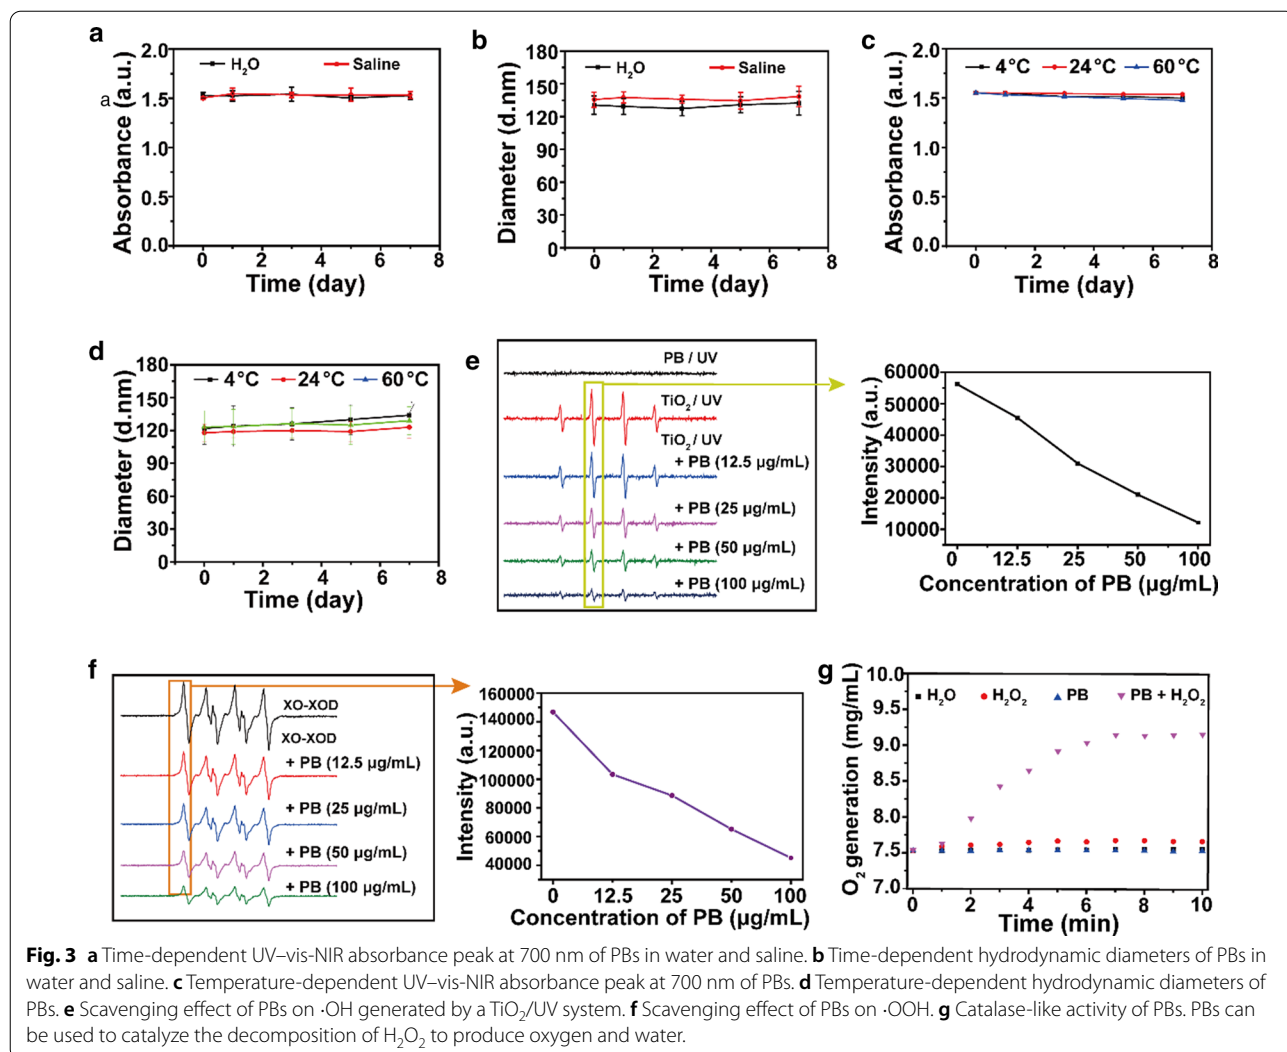 a
2.0
1.5
1.0
0.5
0.0
Absorbance (a.u.)
a
H₂O
Saline
0 2 4 6 8
Time (day)
b
180
150
120
90
60
30
0
Diameter (d.nm)
H₂O
Saline
0 2 4 6 8
Time (day)
c
2.0
1.5
1.0
0.5
0.0
Absorbance (a.u.)
4°C
24°C
60°C
0 2 4 6 8
Time (day)
d
180
150
120
90
60
30
0
Diameter (d.nm)
4°C
24°C
60°C
0 2 4 6 8
Time (day)
e
PB / UV
TiO₂/ UV
TiO₂/ UV
+ PB (12.5 µg/mL)
+ PB (25 µg/mL)
+ PB (50 µg/mL)
+ PB (100 µg/mL)
60000
50000
40000
30000
20000
10000
Intensity (a.u.)
0 12.5 25 50 100
Concentration of PB (µg/mL)
f
XO-XOD
XO-XOD
+ PB (12.5 µg/mL)
+ PB (25 µg/mL)
+ PB (50 µg/mL)
+ PB (100 µg/mL)
160000
140000
120000
100000
80000
60000
40000
Intensity (a.u.)
0 12.5 25 50 100
Concentration of PB (µg/mL)
g
10.0
9.0
8.5
7.5
7.0
O₂ generation (mg/mL)
H₂O
H₂O₂
PB
PB + H₂O₂
0 2 4 6 8 10
Time (min)
Fig. 3 a Time-dependent UV–vis-NIR absorbance peak at 700 nm of PBs in water and saline. b Time-dependent hydrodynamic diameters of PBs in
water and saline. c Temperature-dependent UV–vis-NIR absorbance peak at 700 nm of PBs. d Temperature-dependent hydrodynamic diameters of
PBs. e Scavenging effect of PBs on ·OH generated by a TiO₂/UV system. f Scavenging effect of PBs on ·OOH. g Catalase-like activity of PBs. PBs can
be used to catalyze the decomposition of H₂O₂ to produce oxygen and water.